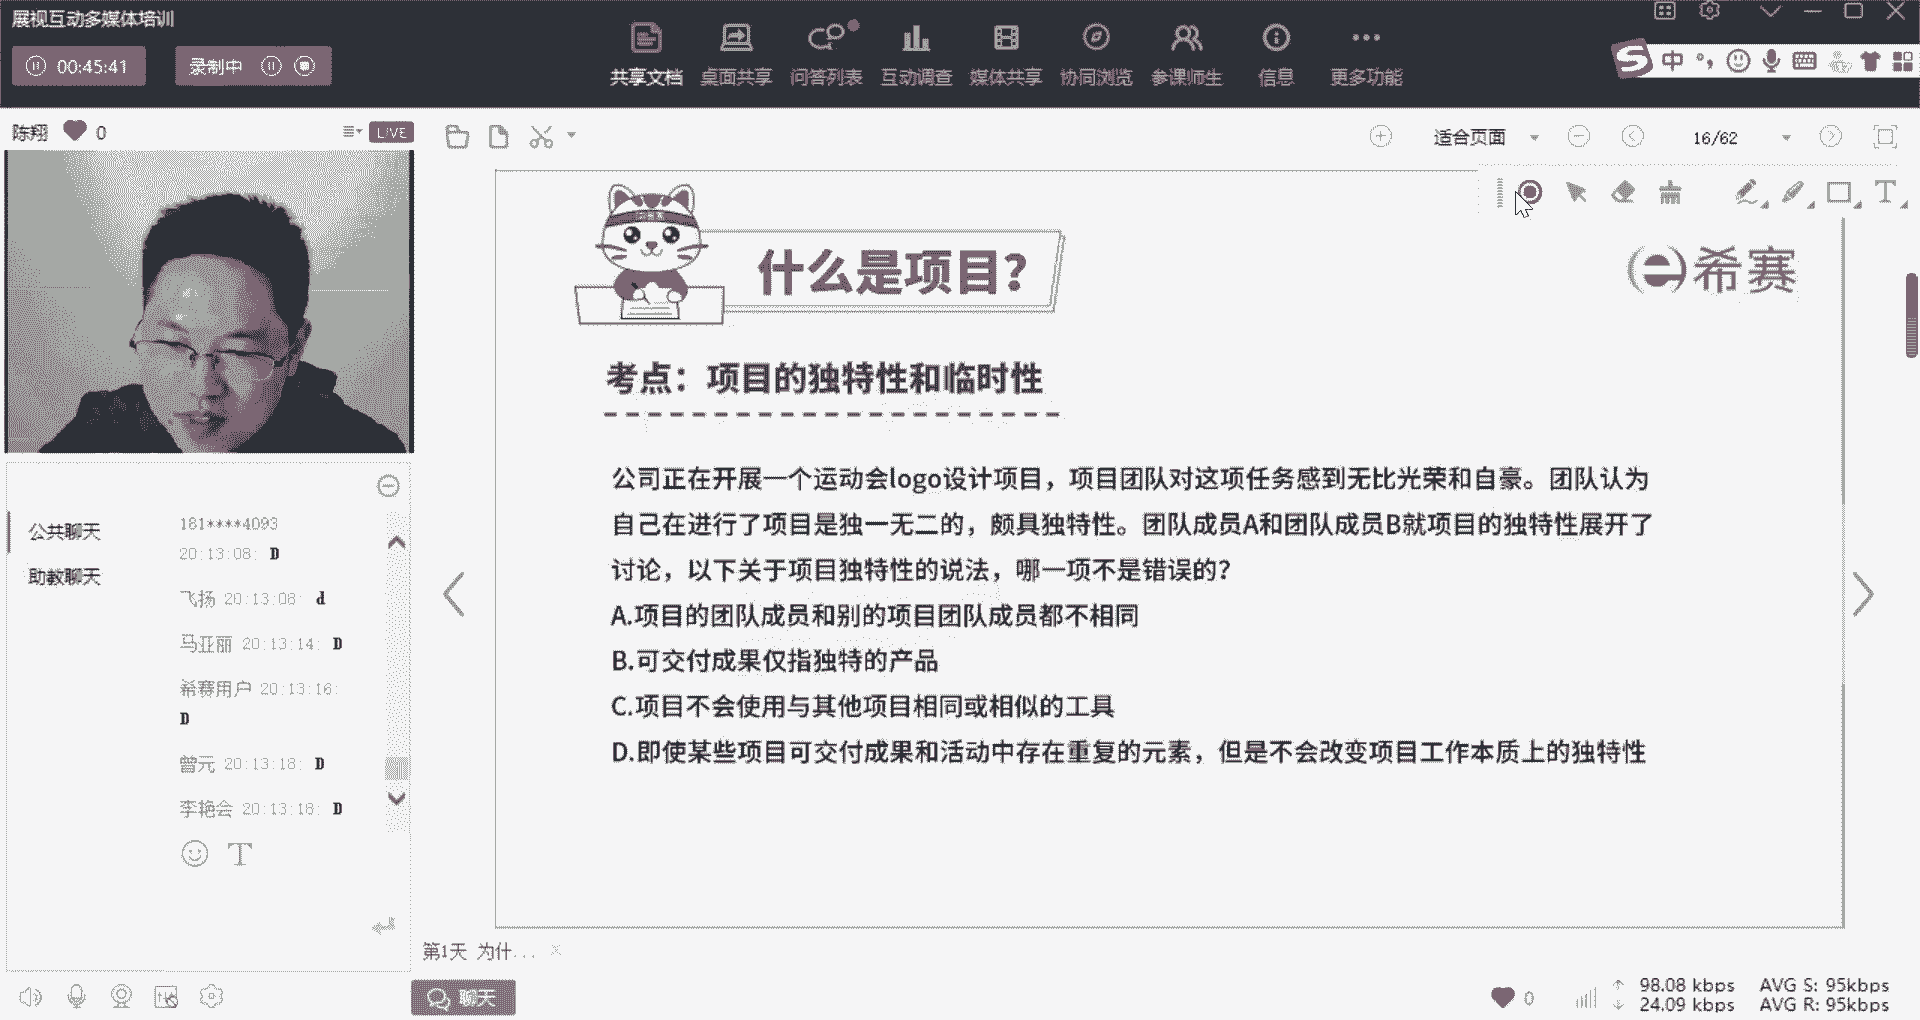 展视互动多媒体培训
00:45:41
录制中
共享文档
桌面共享
问答列表
互动调查
媒体共享
协同浏览
参课师生
信息
更多功能
中
陈翔
0
LIVE
适合页面
16/62
什么是项目?
希赛
考点：项目的独特性和临时性
公司正在开展一个运动会logo设计项目，项目团队对这项任务感到无比光荣和自豪。团队认为
自己在进行了项目是独一无二的，颇具独特性。团队成员A和团队成员B就项目的独特性展开了
讨论，以下关于项目独特性的说法，哪一项不是错误的?
A.项目的团队成员和别的项目团队成员都不相同
B.可交付成果仅指独特的产品
C.项目不会使用与其他项目相同或相似的工具
D.即使某些项目可交付成果和活动中存在重复的元素，但是不会改变项目工作本质上的独特性
公共聊天
助教聊天
181****4093
20:13:08: D
飞扬 20:13:08: d
马亚丽 20:13:14: D
希赛用户 20:13:16:
D
曾元 20:13:18: D
李艳会 20:13:18: D
第1天 为什...
聊天
0
98.08 kbps AVG S: 95kbps
24.09 kbps AVG R: 95kbps